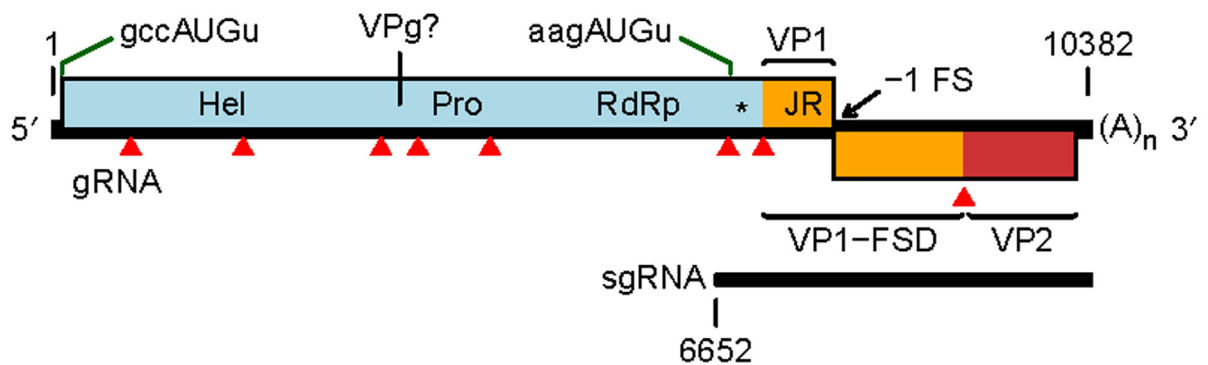 1 gccAUGu VPg? aagAUGu VP1 10382
–1 FS
Hel Pro RdRp * JR
5′ (A)n 3′
gRNA
VP1–FSD VP2
sgRNA
6652